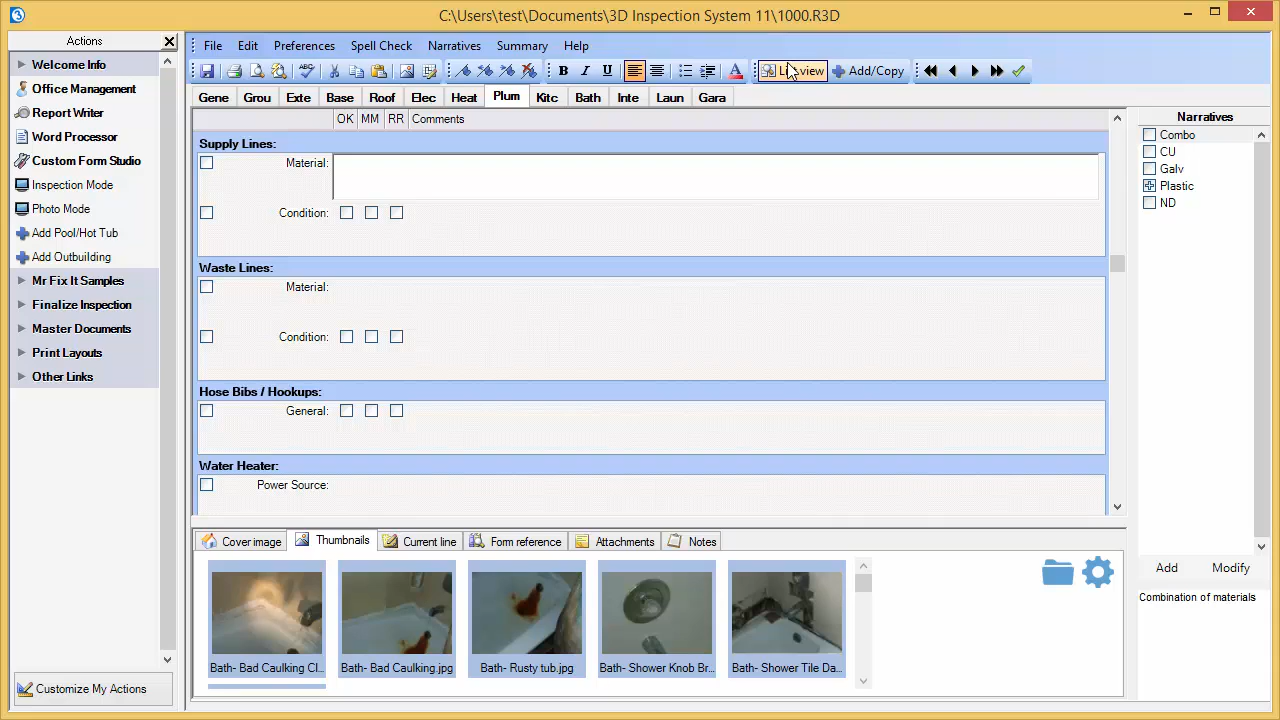 C:\Users\test\Documents\3D Inspection System 11\1000.R3D
Actions
Welcome Info
Office Management
Report Writer
Word Processor
Custom Form Studio
Inspection Mode
Photo Mode
Add Pool/Hot Tub
Add Outbuilding
Mr Fix It Samples
Finalize Inspection
Master Documents
Print Layouts
Other Links
Customize My Actions
File Edit Preferences Spell Check Narratives Summary Help
B I U A Add/Copy
Gene Grou Exte Base Roof Elec Heat Plum Kitc Bath Inte Laun Gara
OK MM RR Comments
Supply Lines:
Material:
Condition:
Waste Lines:
Material:
Condition:
Hose Bibs / Hookups:
General:
Water Heater:
Power Source:
Cover image Thumbnails Current line Form reference Attachments Notes
Bath- Bad Caulking Cl... Bath- Bad Caulking.jpg Bath- Rusty tub.jpg Bath- Shower Knob Br... Bath- Shower Tile Da...
Narratives
Combo
CU
Galv
Plastic
ND
Add Modify
Combination of materials